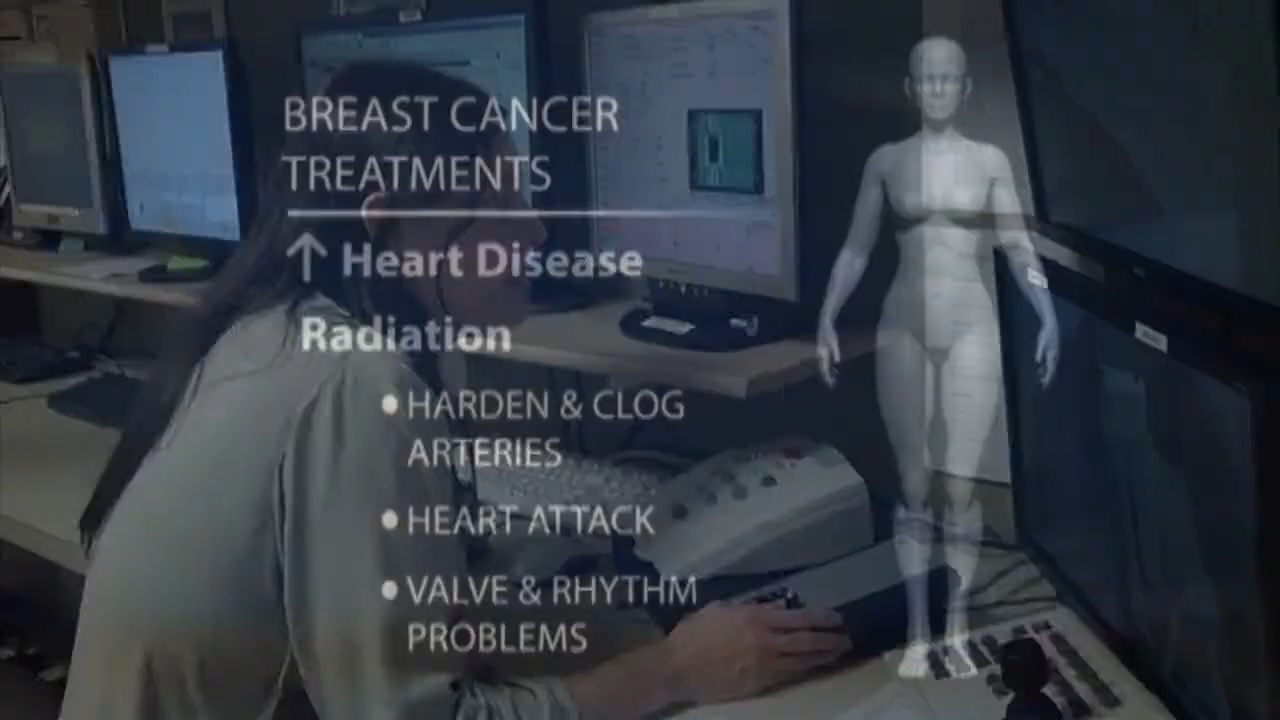 BREAST CANCER
TREATMENTS
↑ Heart Disease
Radiation
● HARDEN & CLOG
ARTERIES
● HEART ATTACK
● VALVE & RHYTHM
PROBLEMS